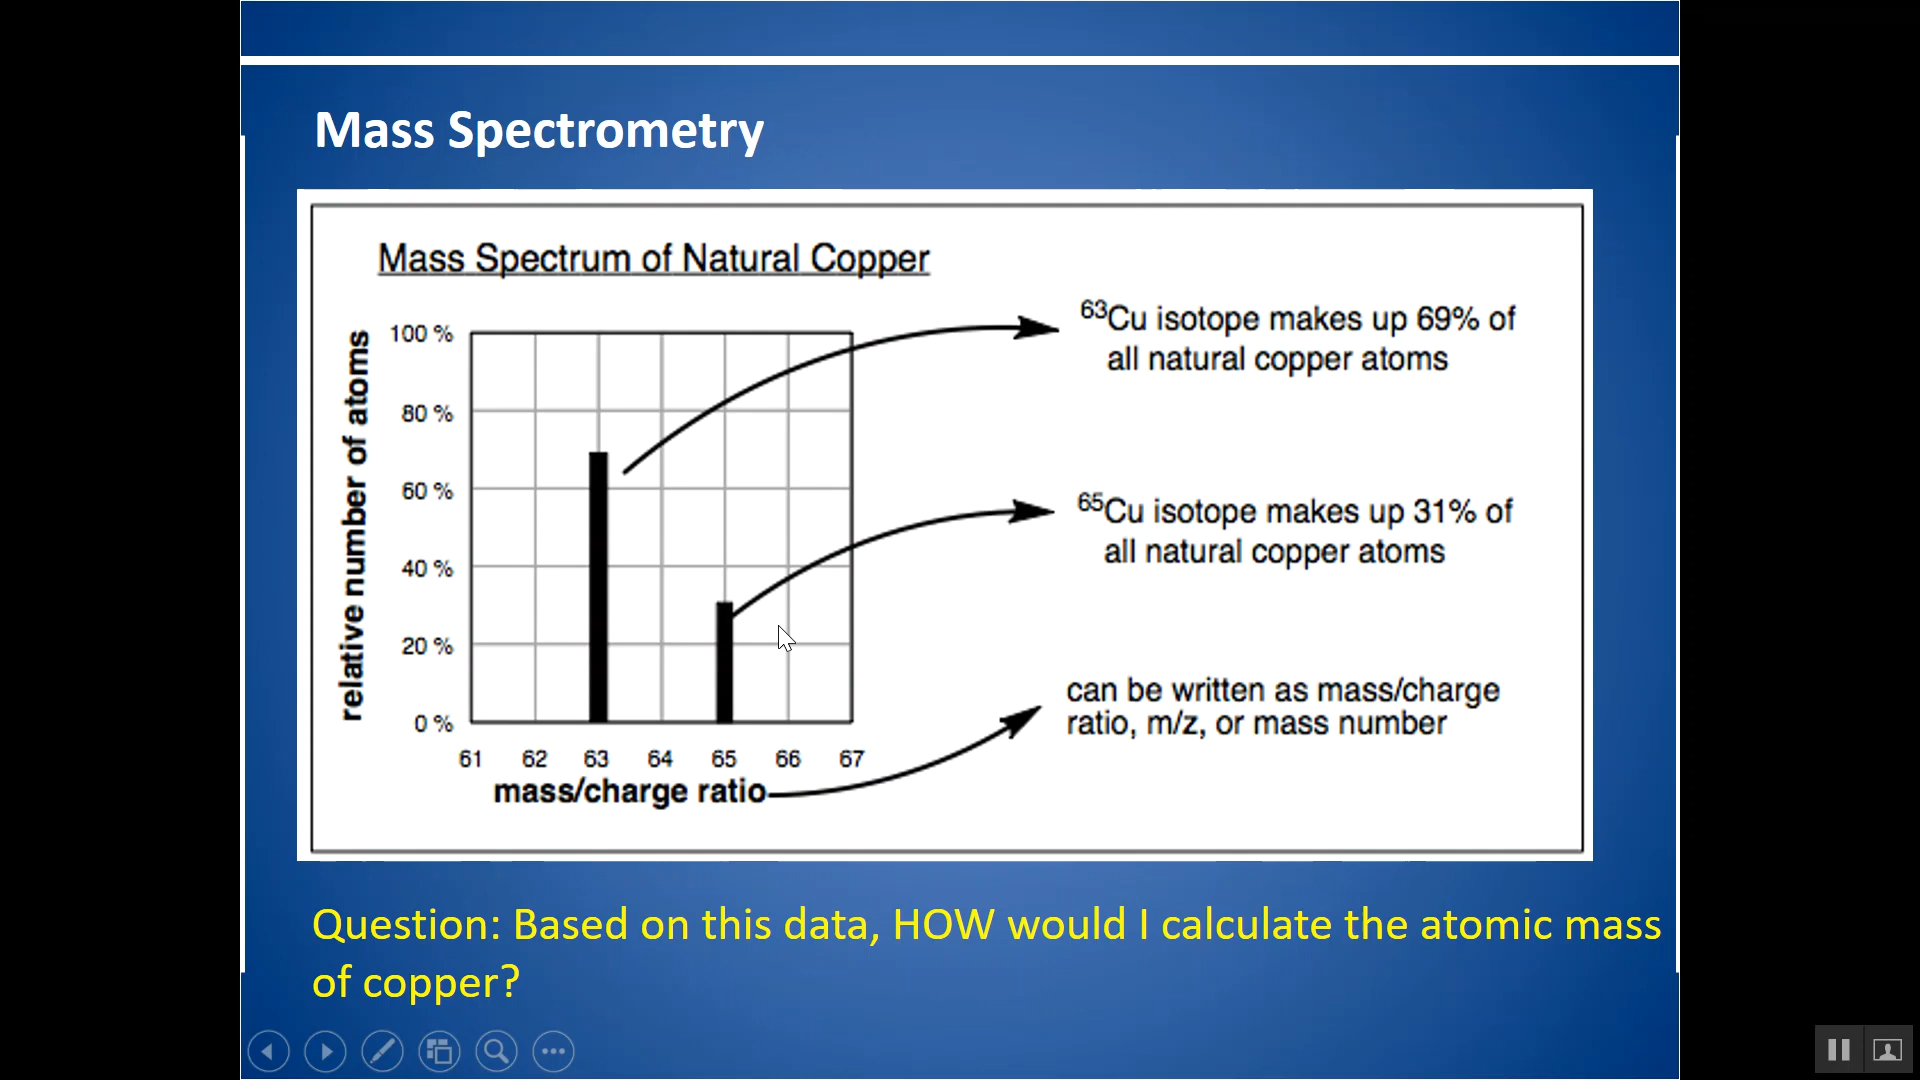 Mass Spectrometry
Mass Spectrum of Natural Copper
relative number of atoms
100 %
80 %
60 %
40 %
20 %
0 %
61 62 63 64 65 66 67
mass/charge ratio
⁶³Cu isotope makes up 69% of
all natural copper atoms
⁶⁵Cu isotope makes up 31% of
all natural copper atoms
can be written as mass/charge
ratio, m/z, or mass number
Question: Based on this data, HOW would I calculate the atomic mass
of copper?